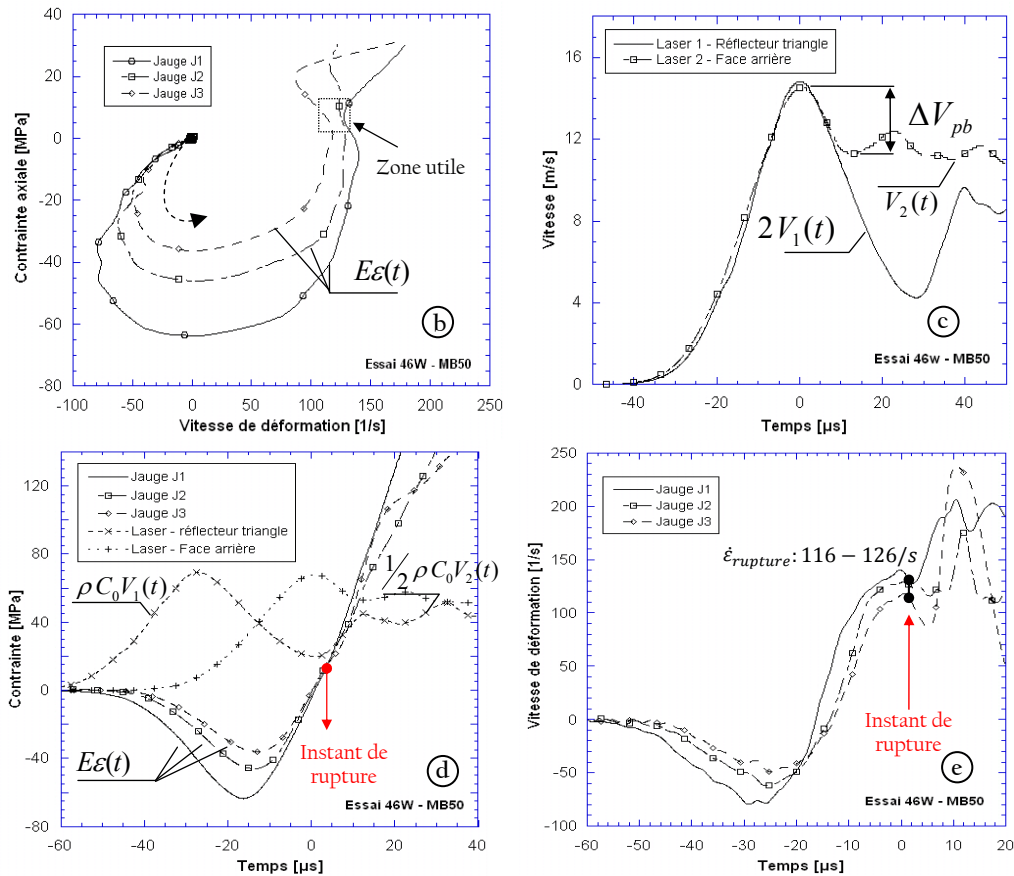 40
20
0
-20
-40
-60
-80
Contrainte axiale [MPa]
Jauge J1
Jauge J2
Jauge J3
Zone utile
Eε(t)
b
Essai 46W - MB50
-100 -50 0 50 100 150 200 250
Vitesse de déformation [1/s]
16
12
8
4
0
Vitesse [m/s]
Laser 1 - Réflecteur triangle
Laser 2 - Face arrière
ΔV_pb
V_2(t)
2V_1(t)
c
Essai 46w - MB50
-40 -20 0 20 40
Temps [µs]
120
80
40
0
-40
-80
Contrainte [MPa]
Jauge J1
Jauge J2
Jauge J3
Laser - réflecteur triangle
Laser - Face arrière
ρC_0V_1(t)
1/2 ρC_0V_2(t)
Instant de
rupture
Eε(t)
d
Essai 46W - MB50
-60 -40 -20 0 20 40
Temps [µs]
250
200
150
100
50
0
-50
-100
Vitesse de déformation [1/s]
Jauge J1
Jauge J2
Jauge J3
ε̇_rupture: 116 − 126/s
Instant de
rupture
e
Essai 46W - MB50
-60 -50 -40 -30 -20 -10 0 10 20
Temps [µs]